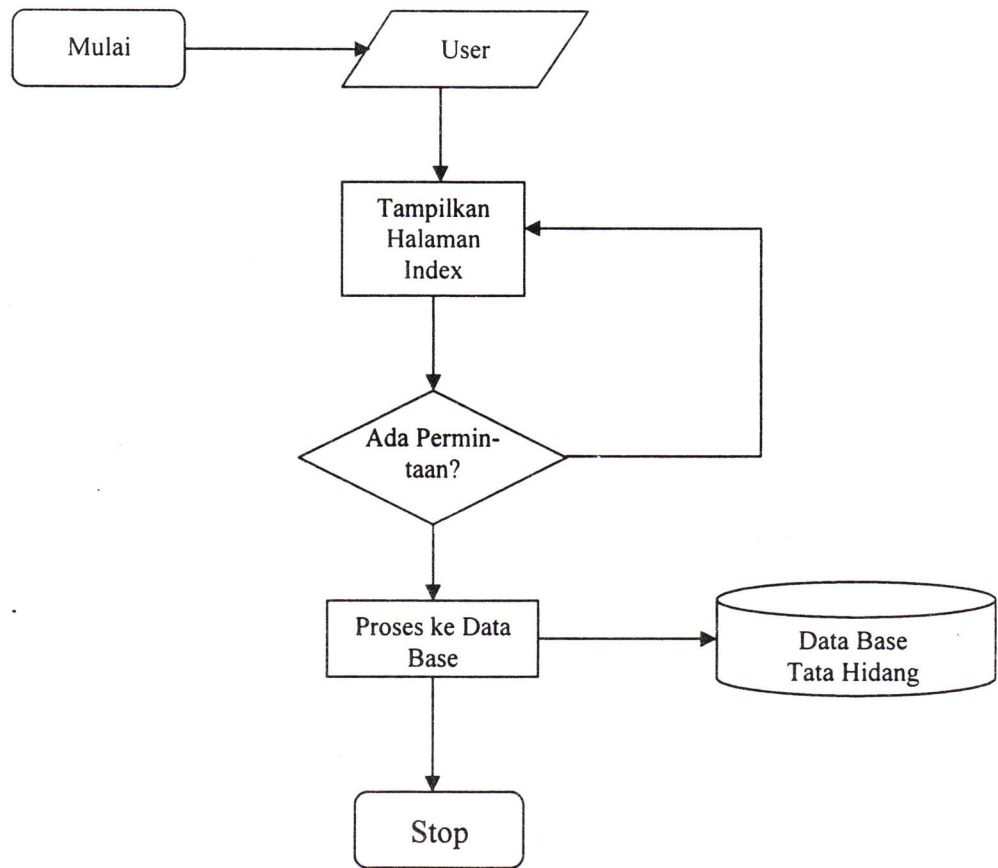 Mulai
User
Tampilkan
Halaman
Index
Ada Permin-
taan?
Proses ke Data
Base
Data Base
Tata Hidang
Stop